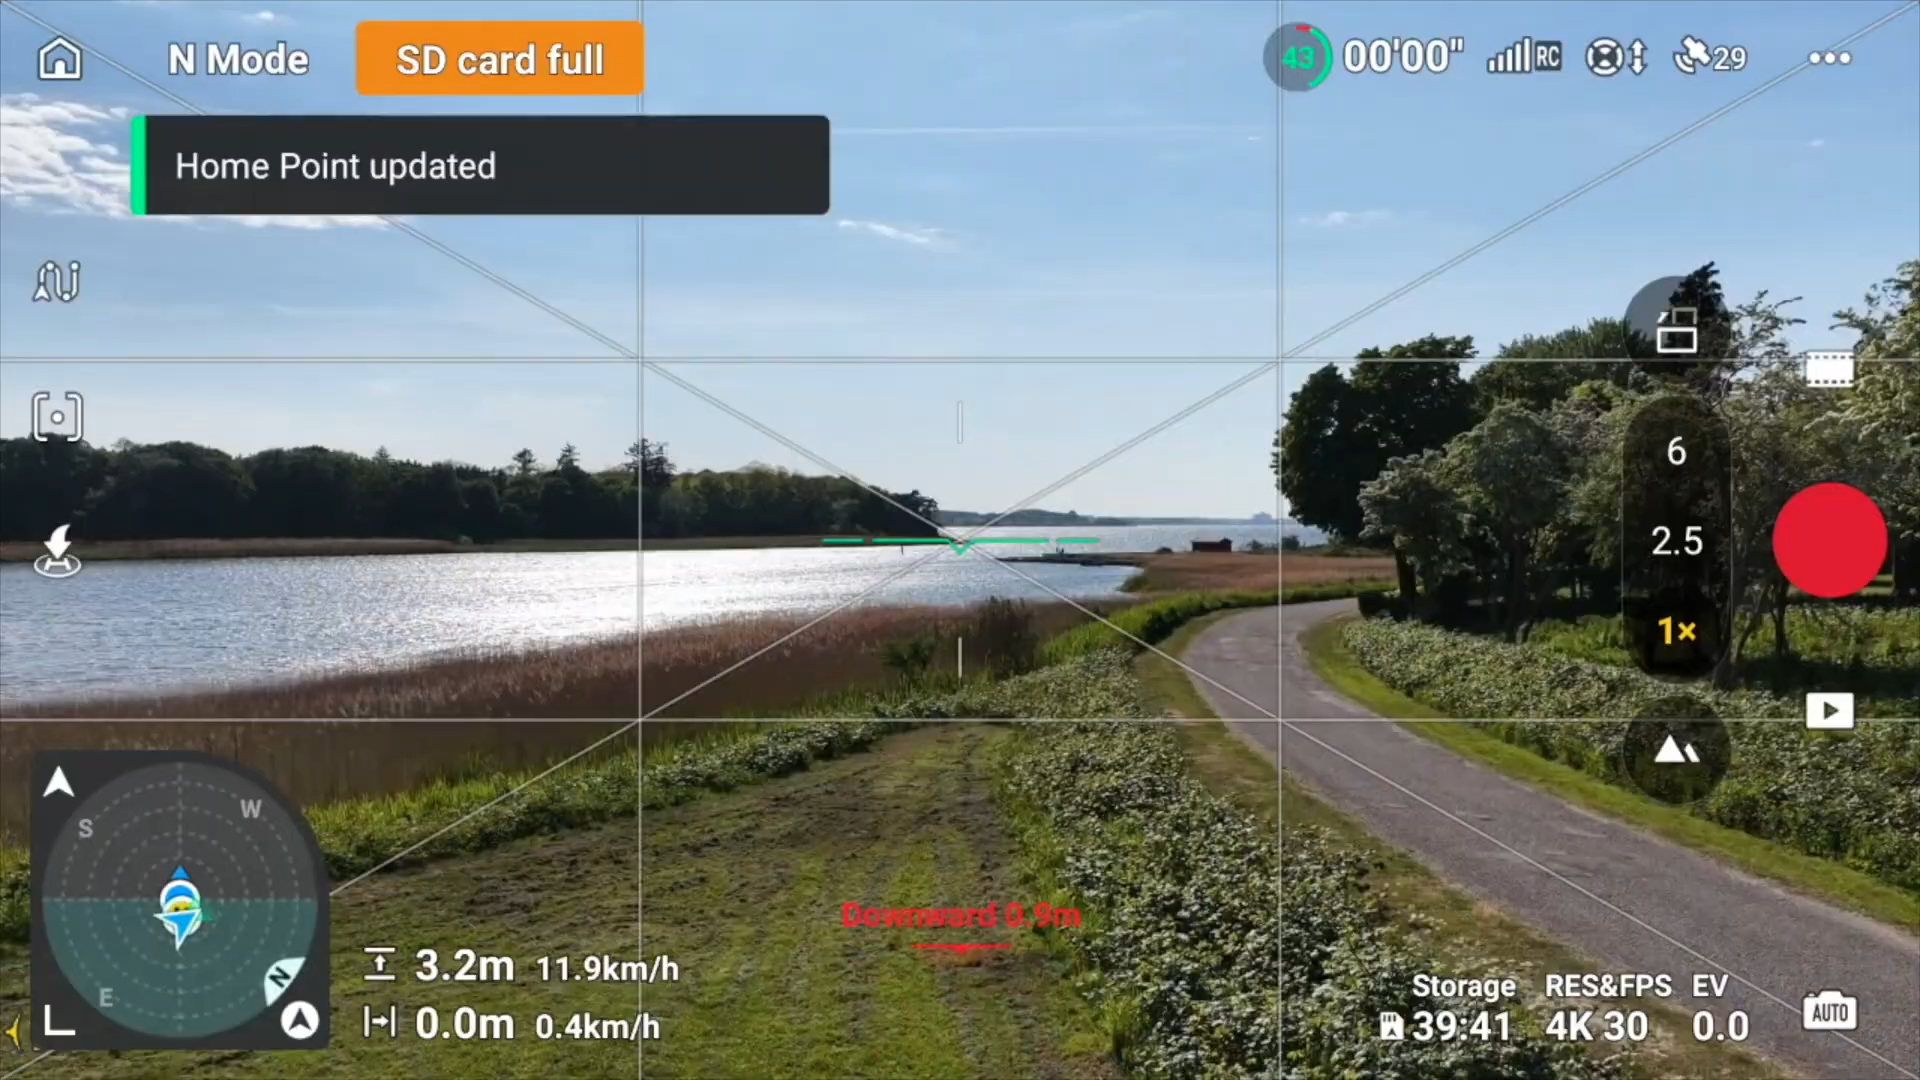 N Mode
SD card full
43
00'00"
RC
29
Home Point updated
6
2.5
1×
S
W
E
N
Downward 0.9m
3.2m 11.9km/h
0.0m 0.4km/h
Storage RES&FPS EV
39:41 4K 30 0.0
AUTO